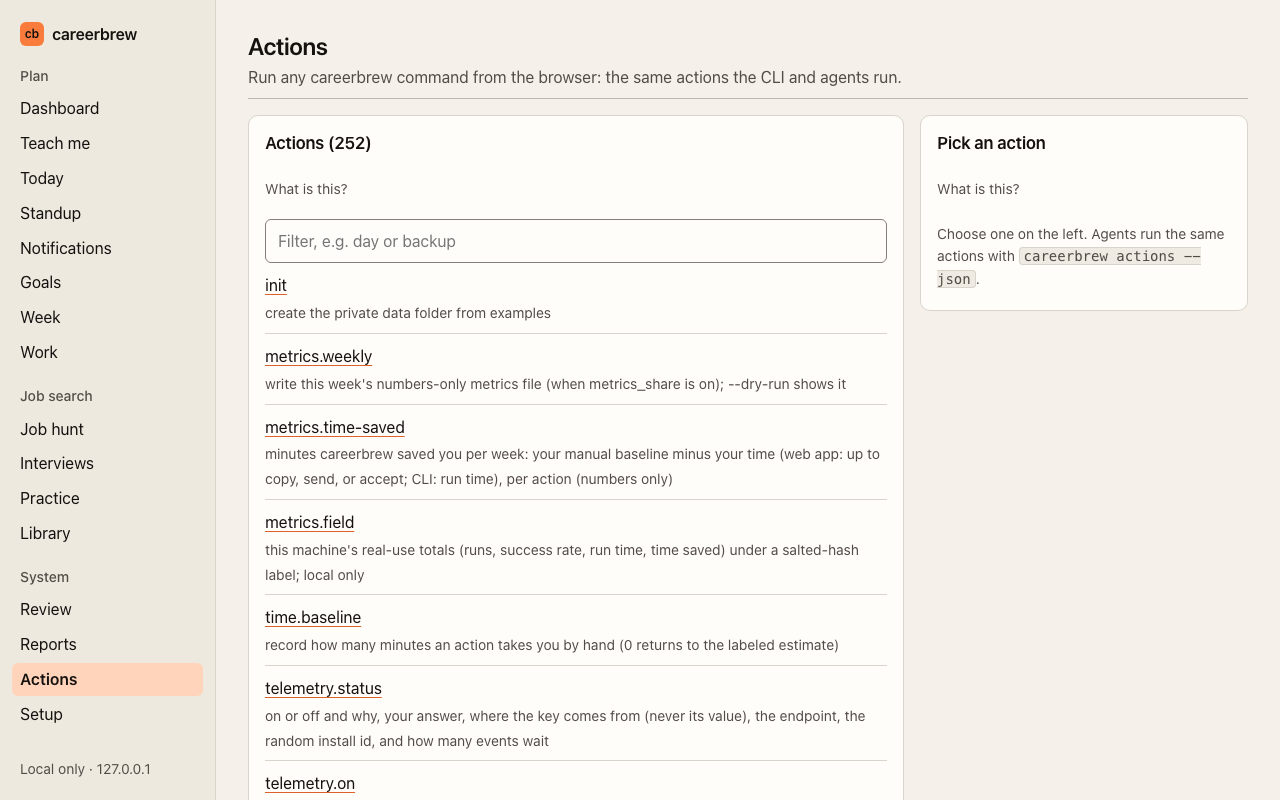 cb careerbrew
Plan
Dashboard
Teach me
Today
Standup
Notifications
Goals
Week
Work
Job search
Job hunt
Interviews
Practice
Library
System
Review
Reports
Actions
Setup
Local only · 127.0.0.1
Actions
Run any careerbrew command from the browser: the same actions the CLI and agents run.
Actions (252)
What is this?
Filter, e.g. day or backup
init
create the private data folder from examples
metrics.weekly
write this week's numbers-only metrics file (when metrics_share is on); --dry-run shows it
metrics.time-saved
minutes careerbrew saved you per week: your manual baseline minus your time (web app: up to
copy, send, or accept; CLI: run time), per action (numbers only)
metrics.field
this machine's real-use totals (runs, success rate, run time, time saved) under a salted-hash
label; local only
time.baseline
record how many minutes an action takes you by hand (0 returns to the labeled estimate)
telemetry.status
on or off and why, your answer, where the key comes from (never its value), the endpoint, the
random install id, and how many events wait
telemetry.on
Pick an action
What is this?
Choose one on the left. Agents run the same
actions with careerbrew actions --
json.